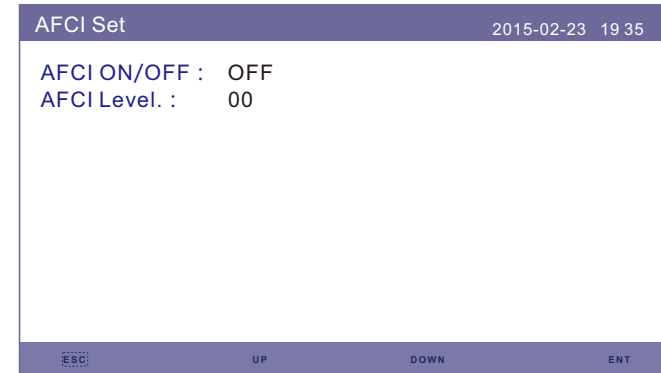 AFCI Set 2015-02-23 19 35
AFCI ON/OFF : OFF
AFCI Level. : 00
ESC UP DOWN ENT